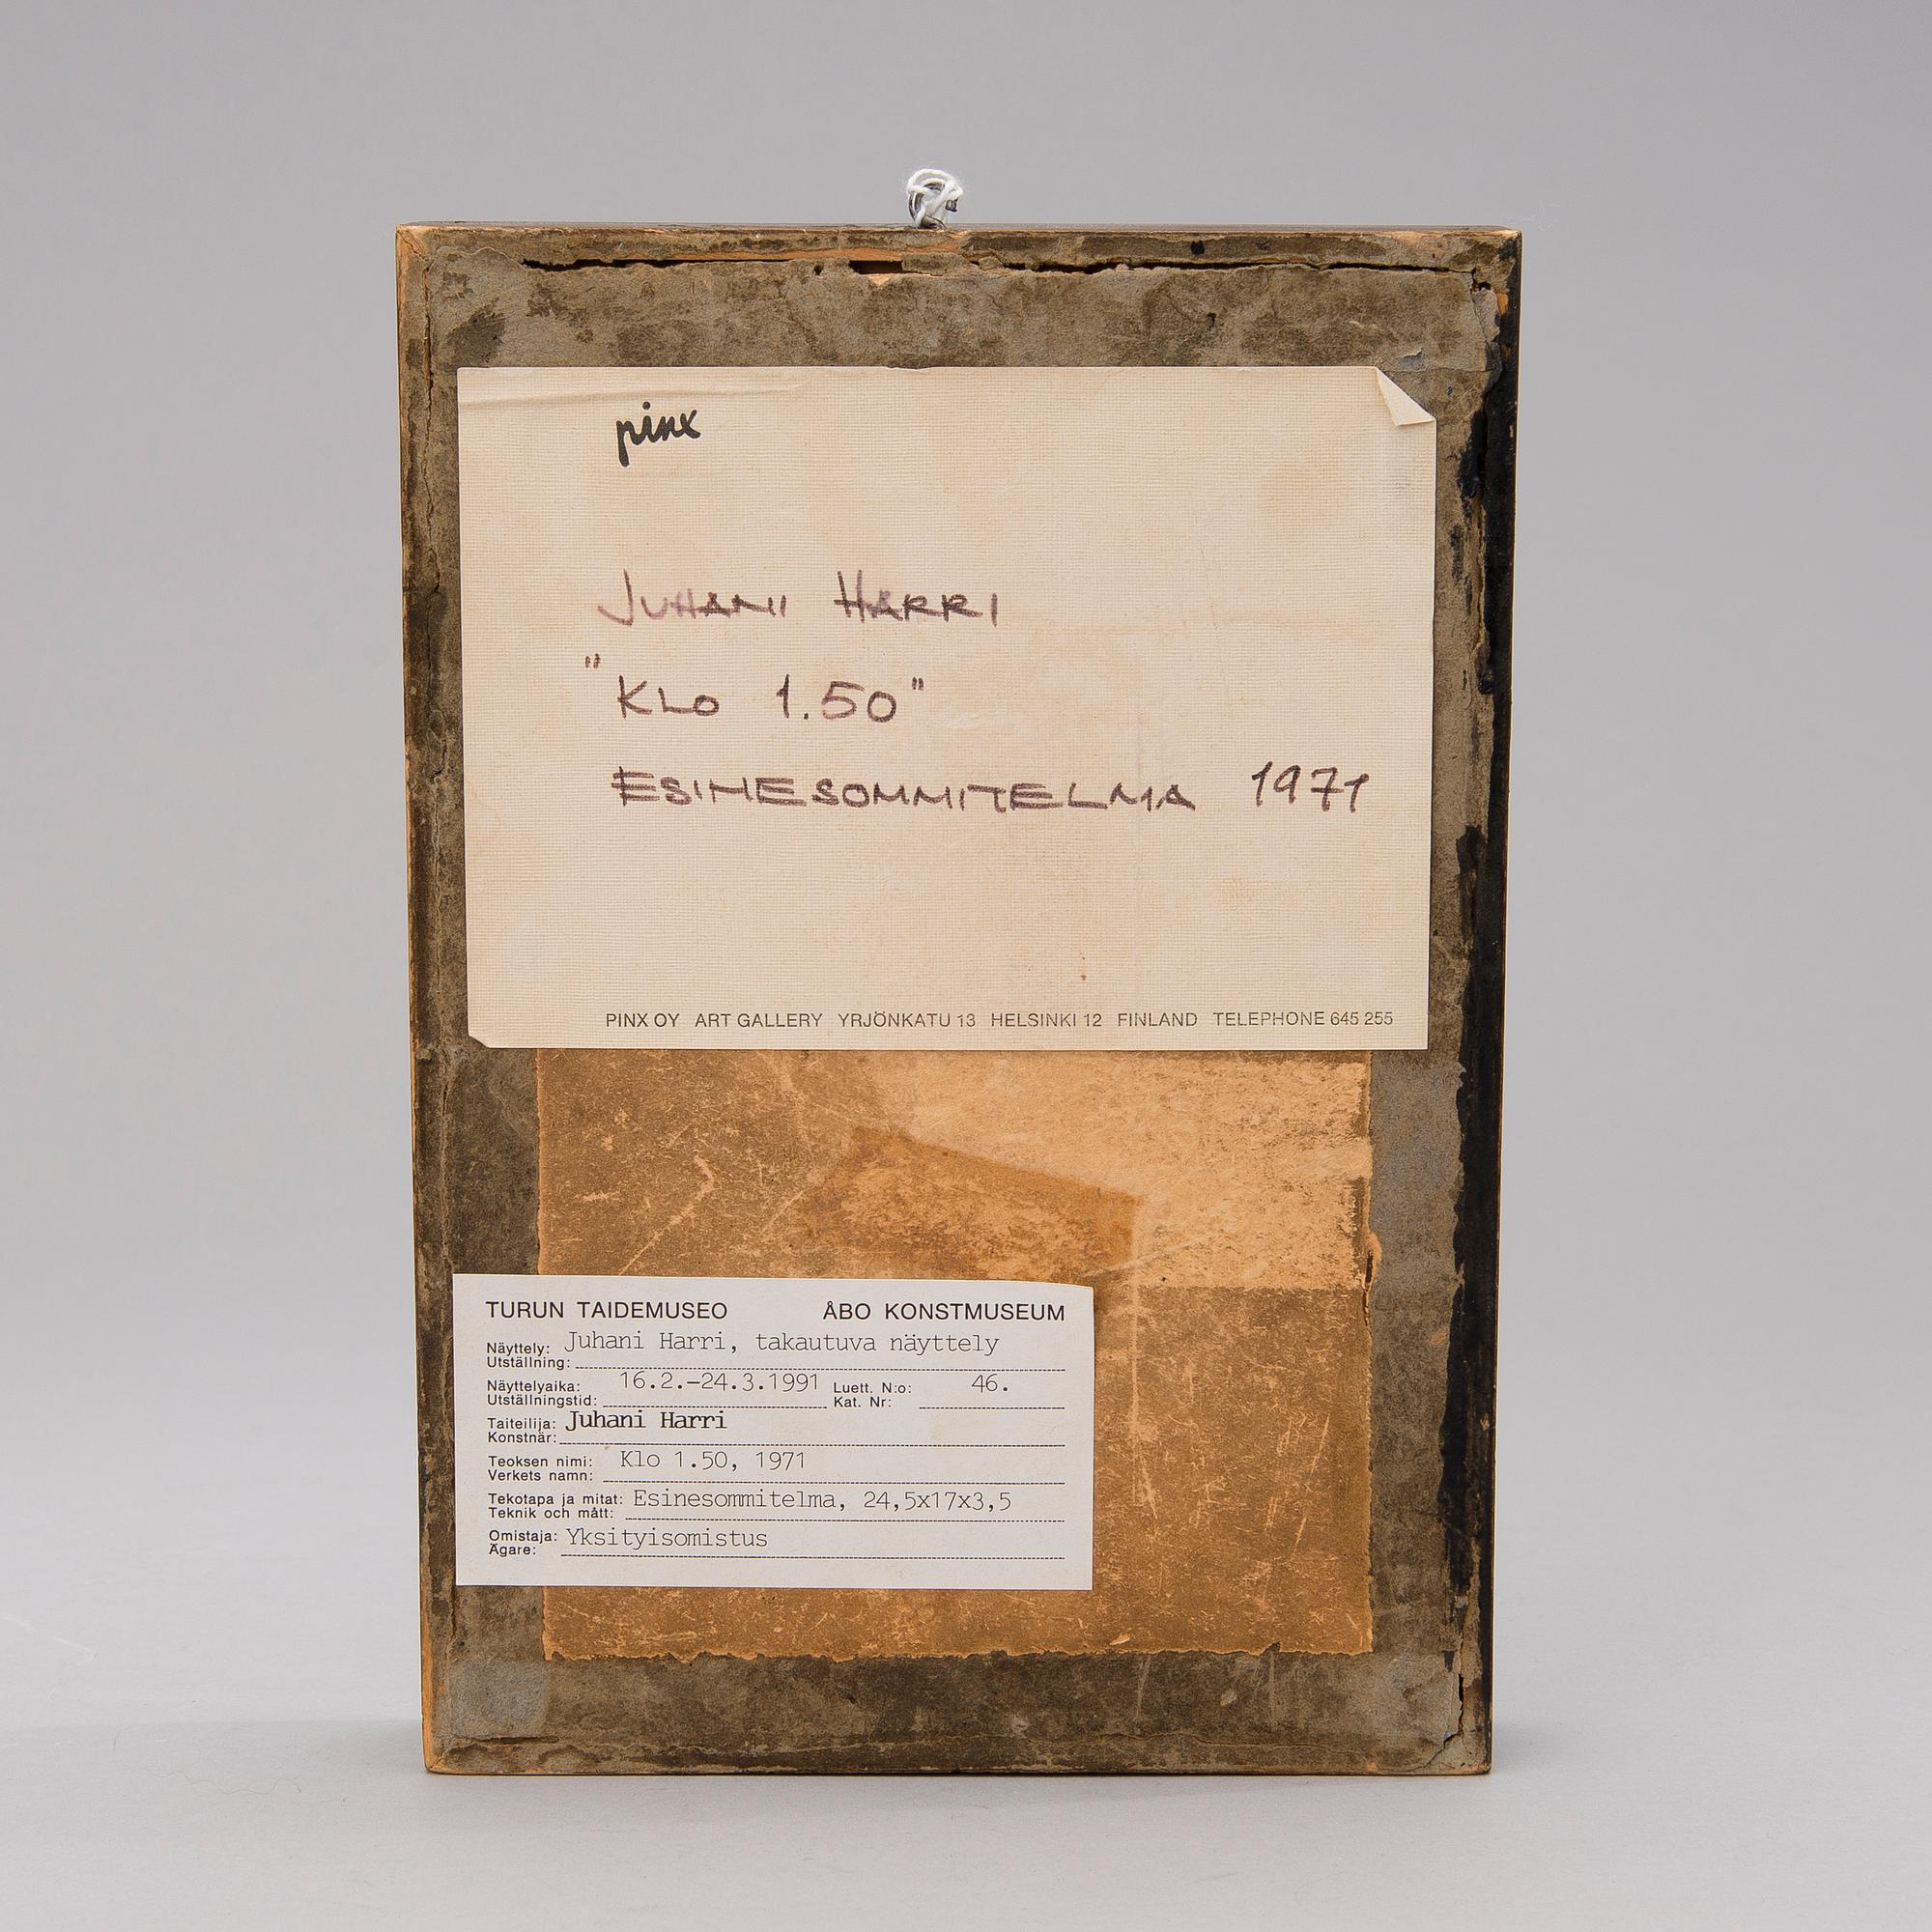 pinx
JUHANI HARRI
"KLO 1.50"
ESINESOMMITELMA 1971
PINX OY ART GALLERY YRJÖNKATU 13 HELSINKI 12 FINLAND TELEPHONE 645 255
TURUN TAIDEMUSEO ÅBO KONSTMUSEUM
Näyttely: Juhani Harri, takautuva näyttely
Utställning:
Näyttelyaika: 16.2.-24.3.1991 Luett. N:o: 46.
Utställningstid: Kat. Nr:
Taiteilija: Juhani Harri
Konstnär:
Teoksen nimi: Klo 1.50, 1971
Verkets namn:
Tekotapa ja mitat: Esinesommitelma, 24,5x17x3,5
Teknik och mått:
Omistaja: Yksityisomistus
Ägare: